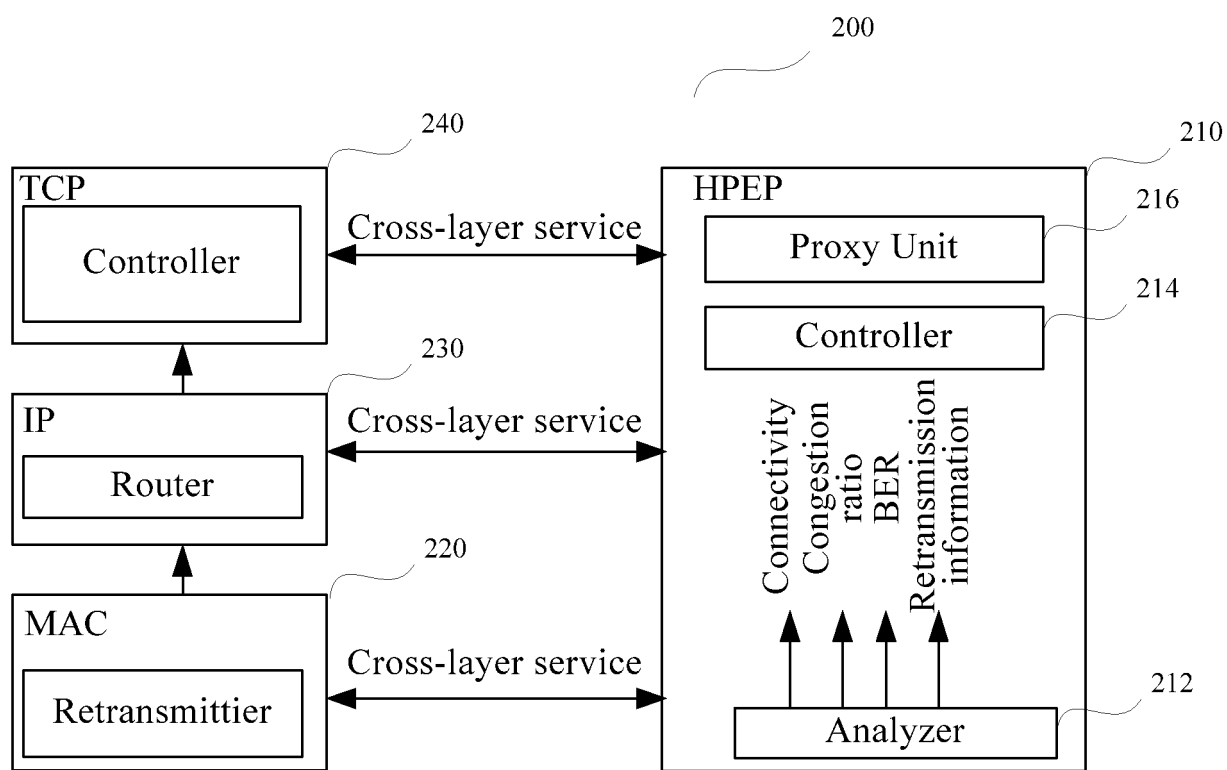 200
240
210
TCP
HPEP
216
Controller
Cross-layer service
Proxy Unit
214
Controller
230
IP
Cross-layer service
Router
Connectivity
Congestion
ratio
BER
Retransmission
information
220
MAC
Cross-layer service
Retransmittier
212
Analyzer